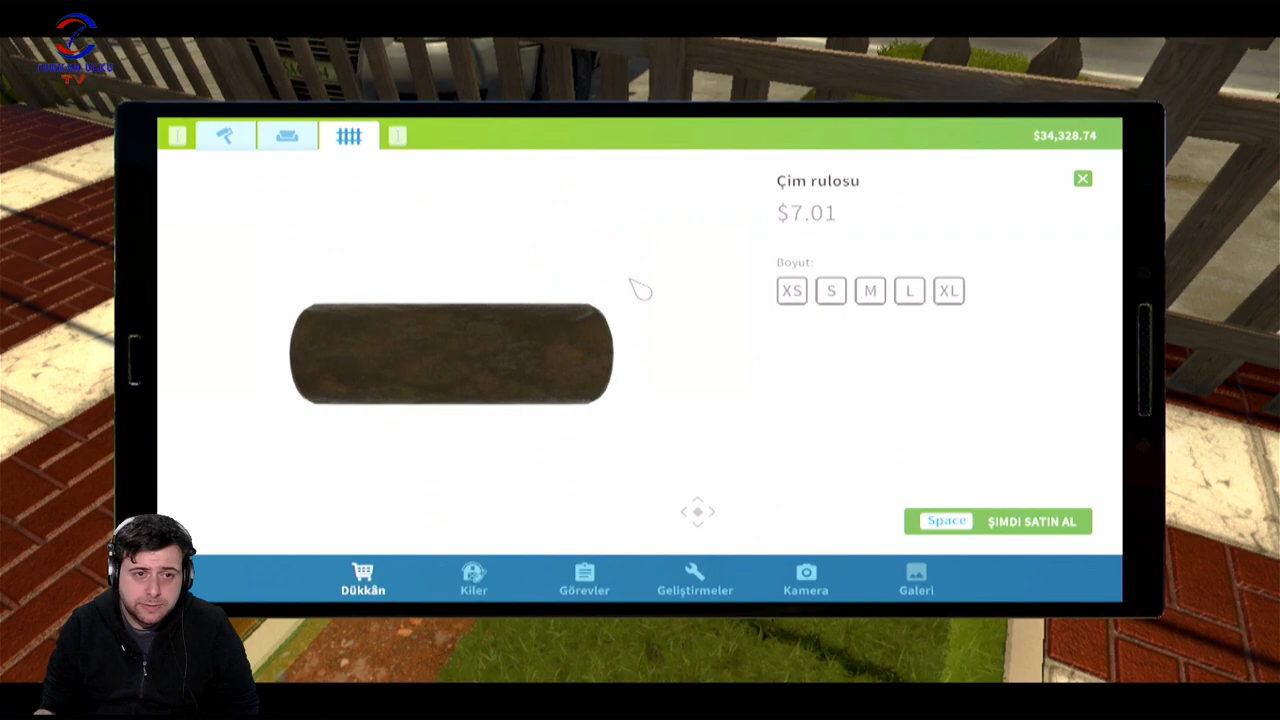 TV
$34,328.74
Çim rulosu
$7.01
Boyut:
XS S M L XL
Space ŞIMDI SATIN AL
Dükkân Kiler Görevler Geliştirmeler Kamera Galeri